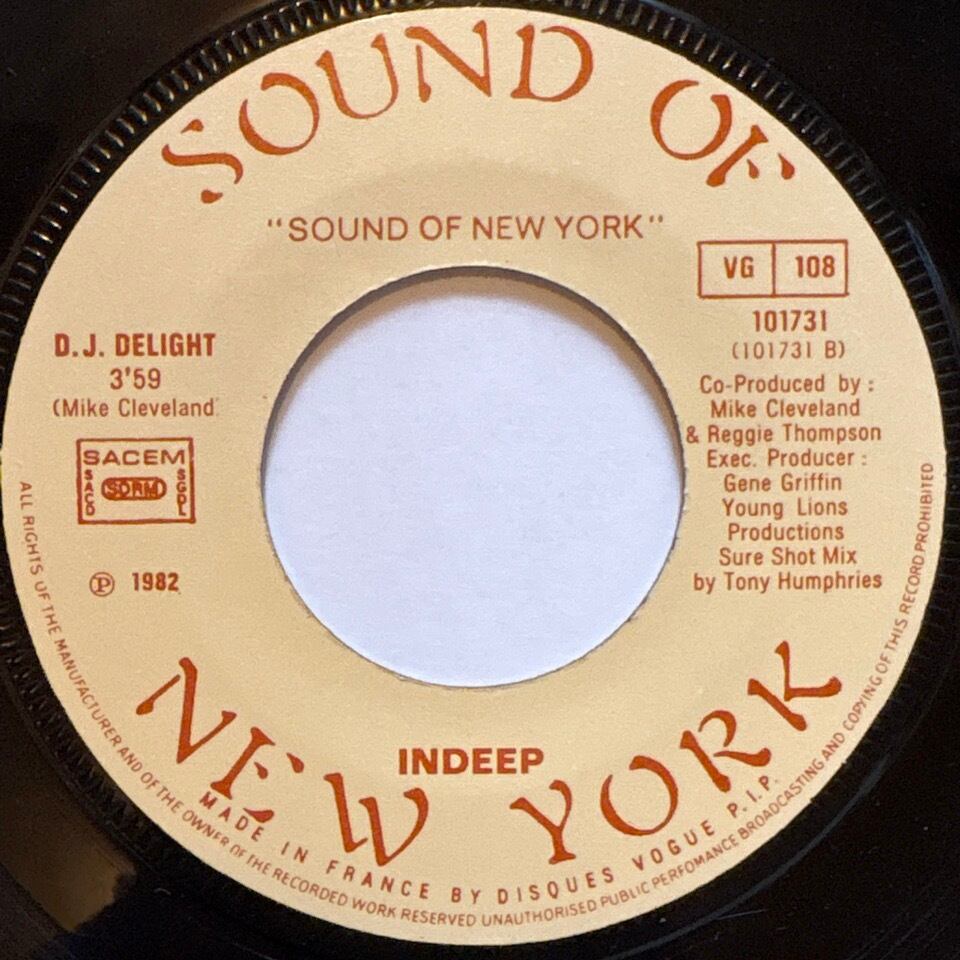 SOUND OF
"SOUND OF NEW YORK"
VG 108
101731
(101731 B)
D.J. DELIGHT
3'59
(Mike Cleveland
SACEM
SACD SDRM SGDL
℗ 1982
Co-Produced by :
Mike Cleveland
& Reggie Thompson
Exec. Producer :
Gene Griffin
Young Lions
Productions
Sure Shot Mix
by Tony Humphries
INDEEP
NEW YORK
MADE IN FRANCE BY DISQUES VOGUE P.I.P.
ALL RIGHTS OF THE MANUFACTURER AND OF THE OWNER OF THE RECORDED WORK RESERVED UNAUTHORISED PUBLIC PERFOMANCE BROADCASTING AND COPYING OF THIS RECORD PROHIBITED